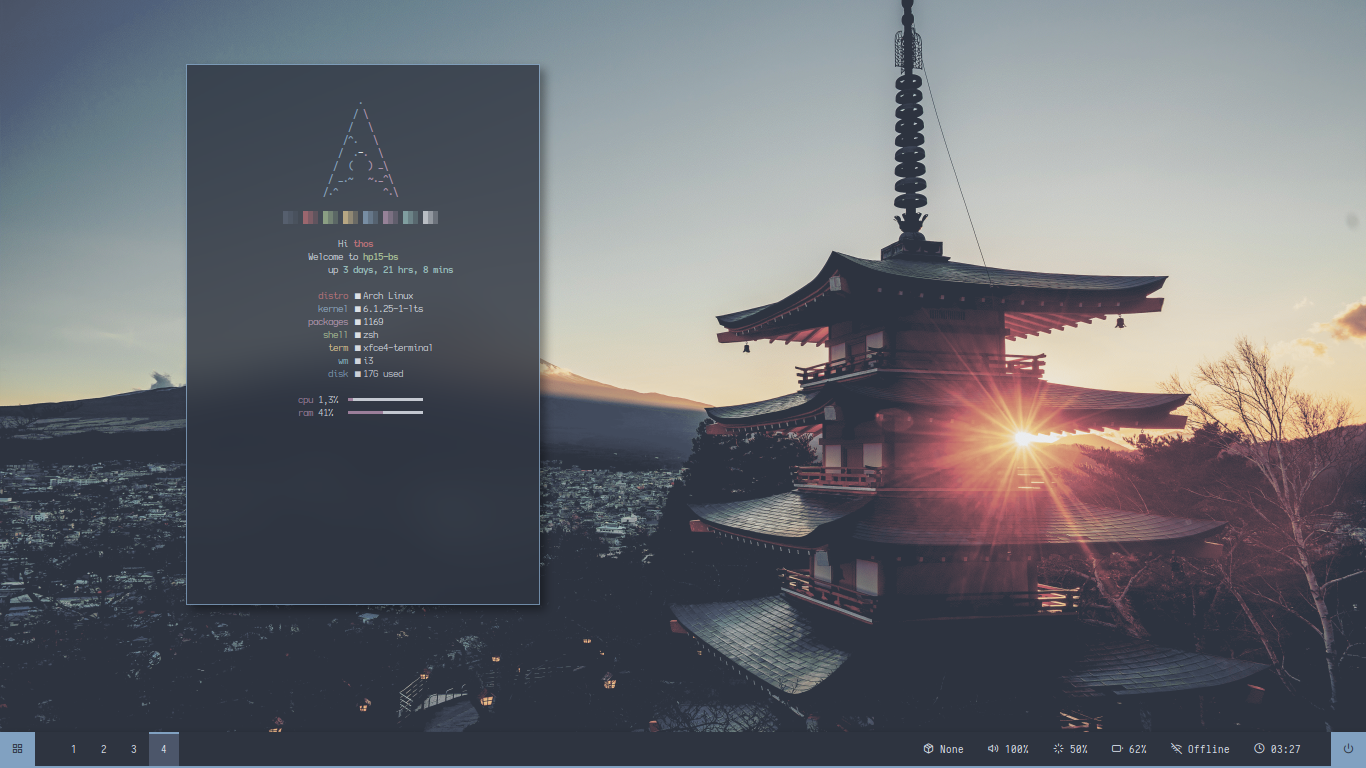 Hi thos
Welcome to hp15-bs
up 3 days, 21 hrs, 8 mins
distro Arch Linux
kernel 6.1.25-1-lts
packages 1169
shell zsh
term xfce4-terminal
wm i3
disk 17G used
cpu 1,3%
ram 41%
1 2 3 4 None 100% 50% 62% Offline 03:27